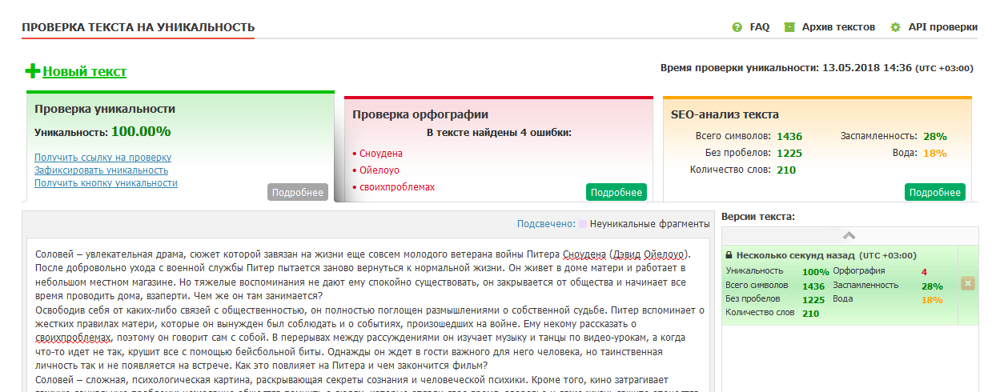 ПРОВЕРКА ТЕКСТА НА УНИКАЛЬНОСТЬ
FAQ Архив текстов API проверки
Новый текст
Время проверки уникальности: 13.05.2018 14:36 (UTC +03:00)
Проверка уникальности
Уникальность: 100.00%
Получить ссылку на проверку
Зафиксировать уникальность
Получить кнопку уникальности
Подробнее
Проверка орфографии
В тексте найдены 4 ошибки:
• Сноудена
• Ойелоуо
• своихпроблемах
Подробнее
SEO-анализ текста
Всего символов: 1436 Заспамленность: 28%
Без пробелов: 1225 Вода: 18%
Количество слов: 210
Подробнее
Подсвечено: Неуникальные фрагменты
Соловей – увлекательная драма, сюжет которой завязан на жизни еще совсем молодого ветерана войны Питера Сноудена (Дэвид Ойелоуо).
После добровольно ухода с военной службы Питер пытается заново вернуться к нормальной жизни. Он живет в доме матери и работает в
небольшом местном магазине. Но тяжелые воспоминания не дают ему спокойно существовать, он закрывается от общества и начинает все
время проводить дома, взаперти. Чем же он там занимается?
Освободив себя от каких-либо связей с общественностью, он полностью поглощен размышлениями о собственной судьбе. Питер вспоминает о
жестких правилах матери, которые он вынужден был соблюдать и о событиях, произошедших на войне. Ему некому рассказать о
своихпроблемах, поэтому он говорит сам с собой. В перерывах между рассуждениями он изучает музыку и танцы по видео-урокам, а когда
что-то идет не так, крушит все с помощью бейсбольной биты. Однажды он ждет в гости важного для него человека, но таинственная
личность так и не появляется на встрече. Как это повлияет на Питера и чем закончится фильм?
Соловей – сложная, психологическая картина, раскрывающая секреты сознания и человеческой психики. Кроме того, кино затрагивает
Версии текста:
Несколько секунд назад (UTC +03:00)
Уникальность 100% Орфография 4
Всего символов 1436 Заспамленность 28%
Без пробелов 1225 Вода 18%
Количество слов 210